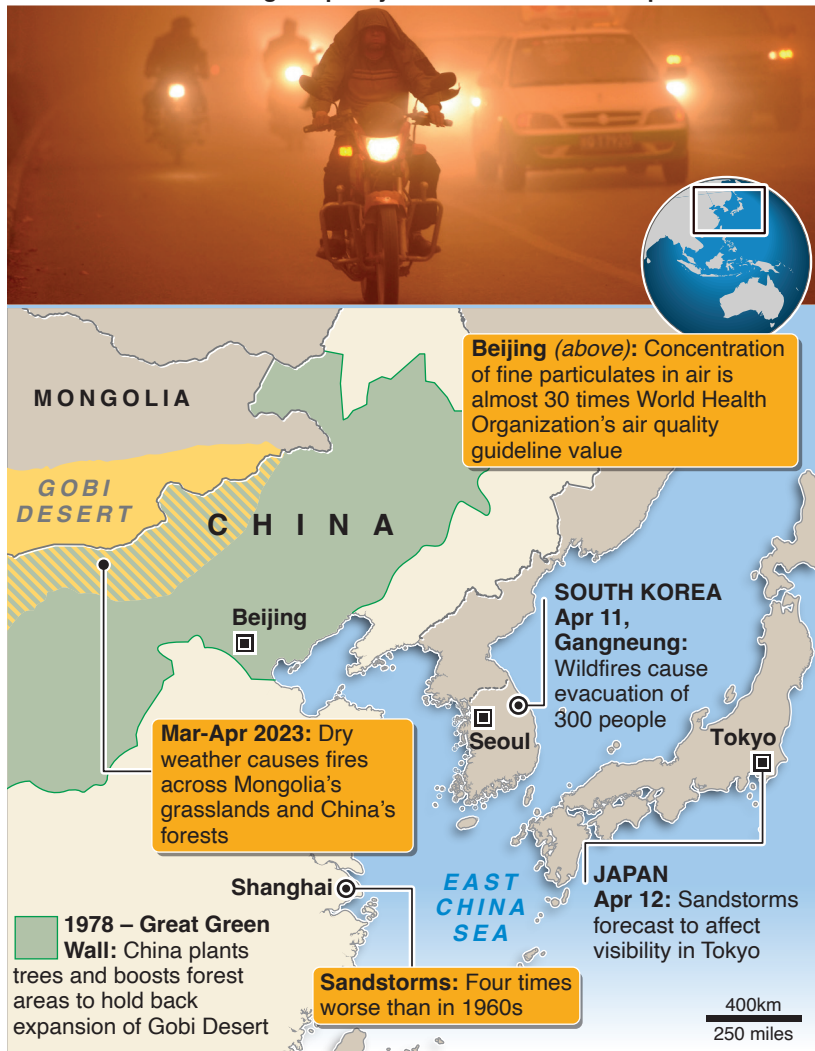 Beijing (above): Concentration
of fine particulates in air is
almost 30 times World Health
Organization’s air quality
guideline value
MONGOLIA
GOBI
DESERT
CHINA
Beijing
SOUTH KOREA
Apr 11,
Gangneung:
Wildfires cause
evacuation of
300 people
Seoul
Tokyo
Mar-Apr 2023: Dry
weather causes fires
across Mongolia’s
grasslands and China’s
forests
Shanghai
EAST
CHINA
SEA
JAPAN
Apr 12: Sandstorms
forecast to affect
visibility in Tokyo
1978 – Great Green
Wall: China plants
trees and boosts forest
areas to hold back
expansion of Gobi Desert
Sandstorms: Four times
worse than in 1960s
400km
250 miles